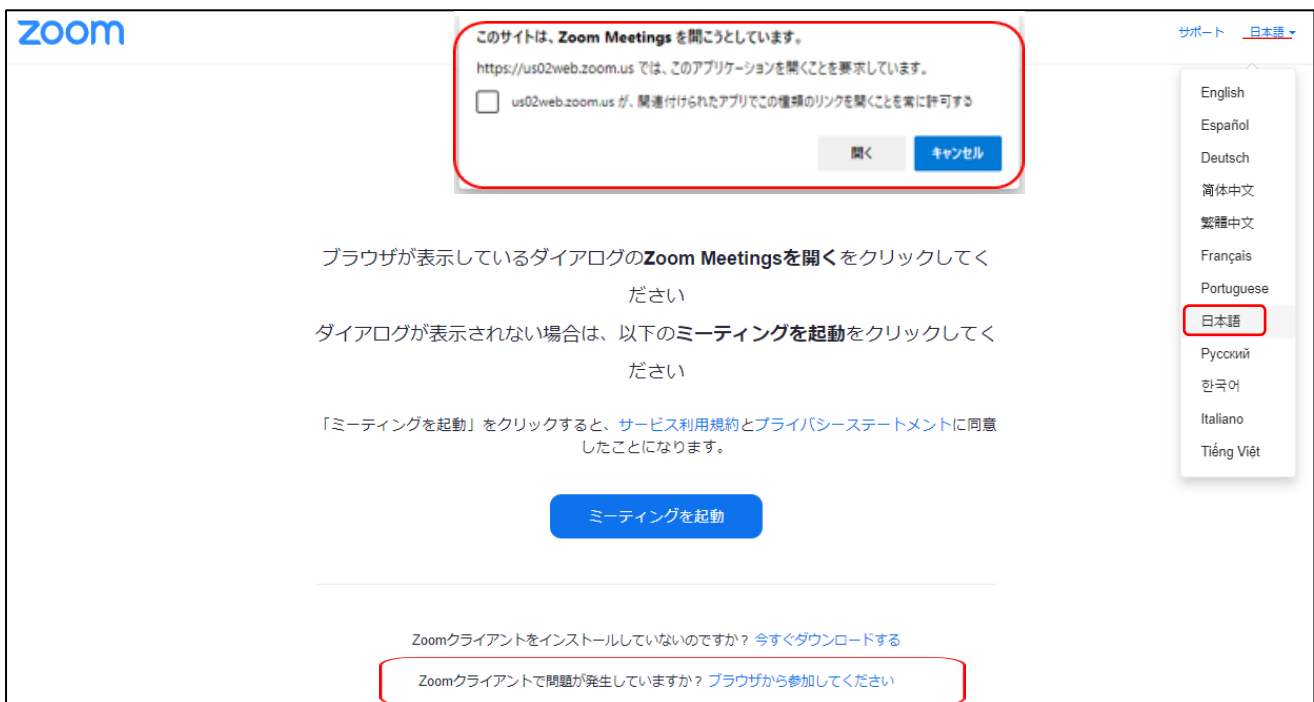 zoom
このサイトは、Zoom Meetings を開こうとしています。
https://us02web.zoom.us では、このアプリケーションを開くことを要求しています。
us02web.zoom.us が、関連付けられたアプリでこの種類のリンクを開くことを常に許可する
開く
キャンセル
サポート
日本語
English
Español
Deutsch
简体中文
繁體中文
Français
Portuguese
日本語
Русский
한국어
Italiano
Tiếng Việt
ブラウザが表示しているダイアログのZoom Meetingsを開くをクリックしてく
ださい
ダイアログが表示されない場合は、以下のミーティングを起動をクリックしてく
ださい
「ミーティングを起動」をクリックすると、サービス利用規約とプライバシーステートメントに同意
したことになります。
ミーティングを起動
Zoomクライアントをインストールしていないのですか？ 今すぐダウンロードする
Zoomクライアントで問題が発生していますか？ ブラウザから参加してください